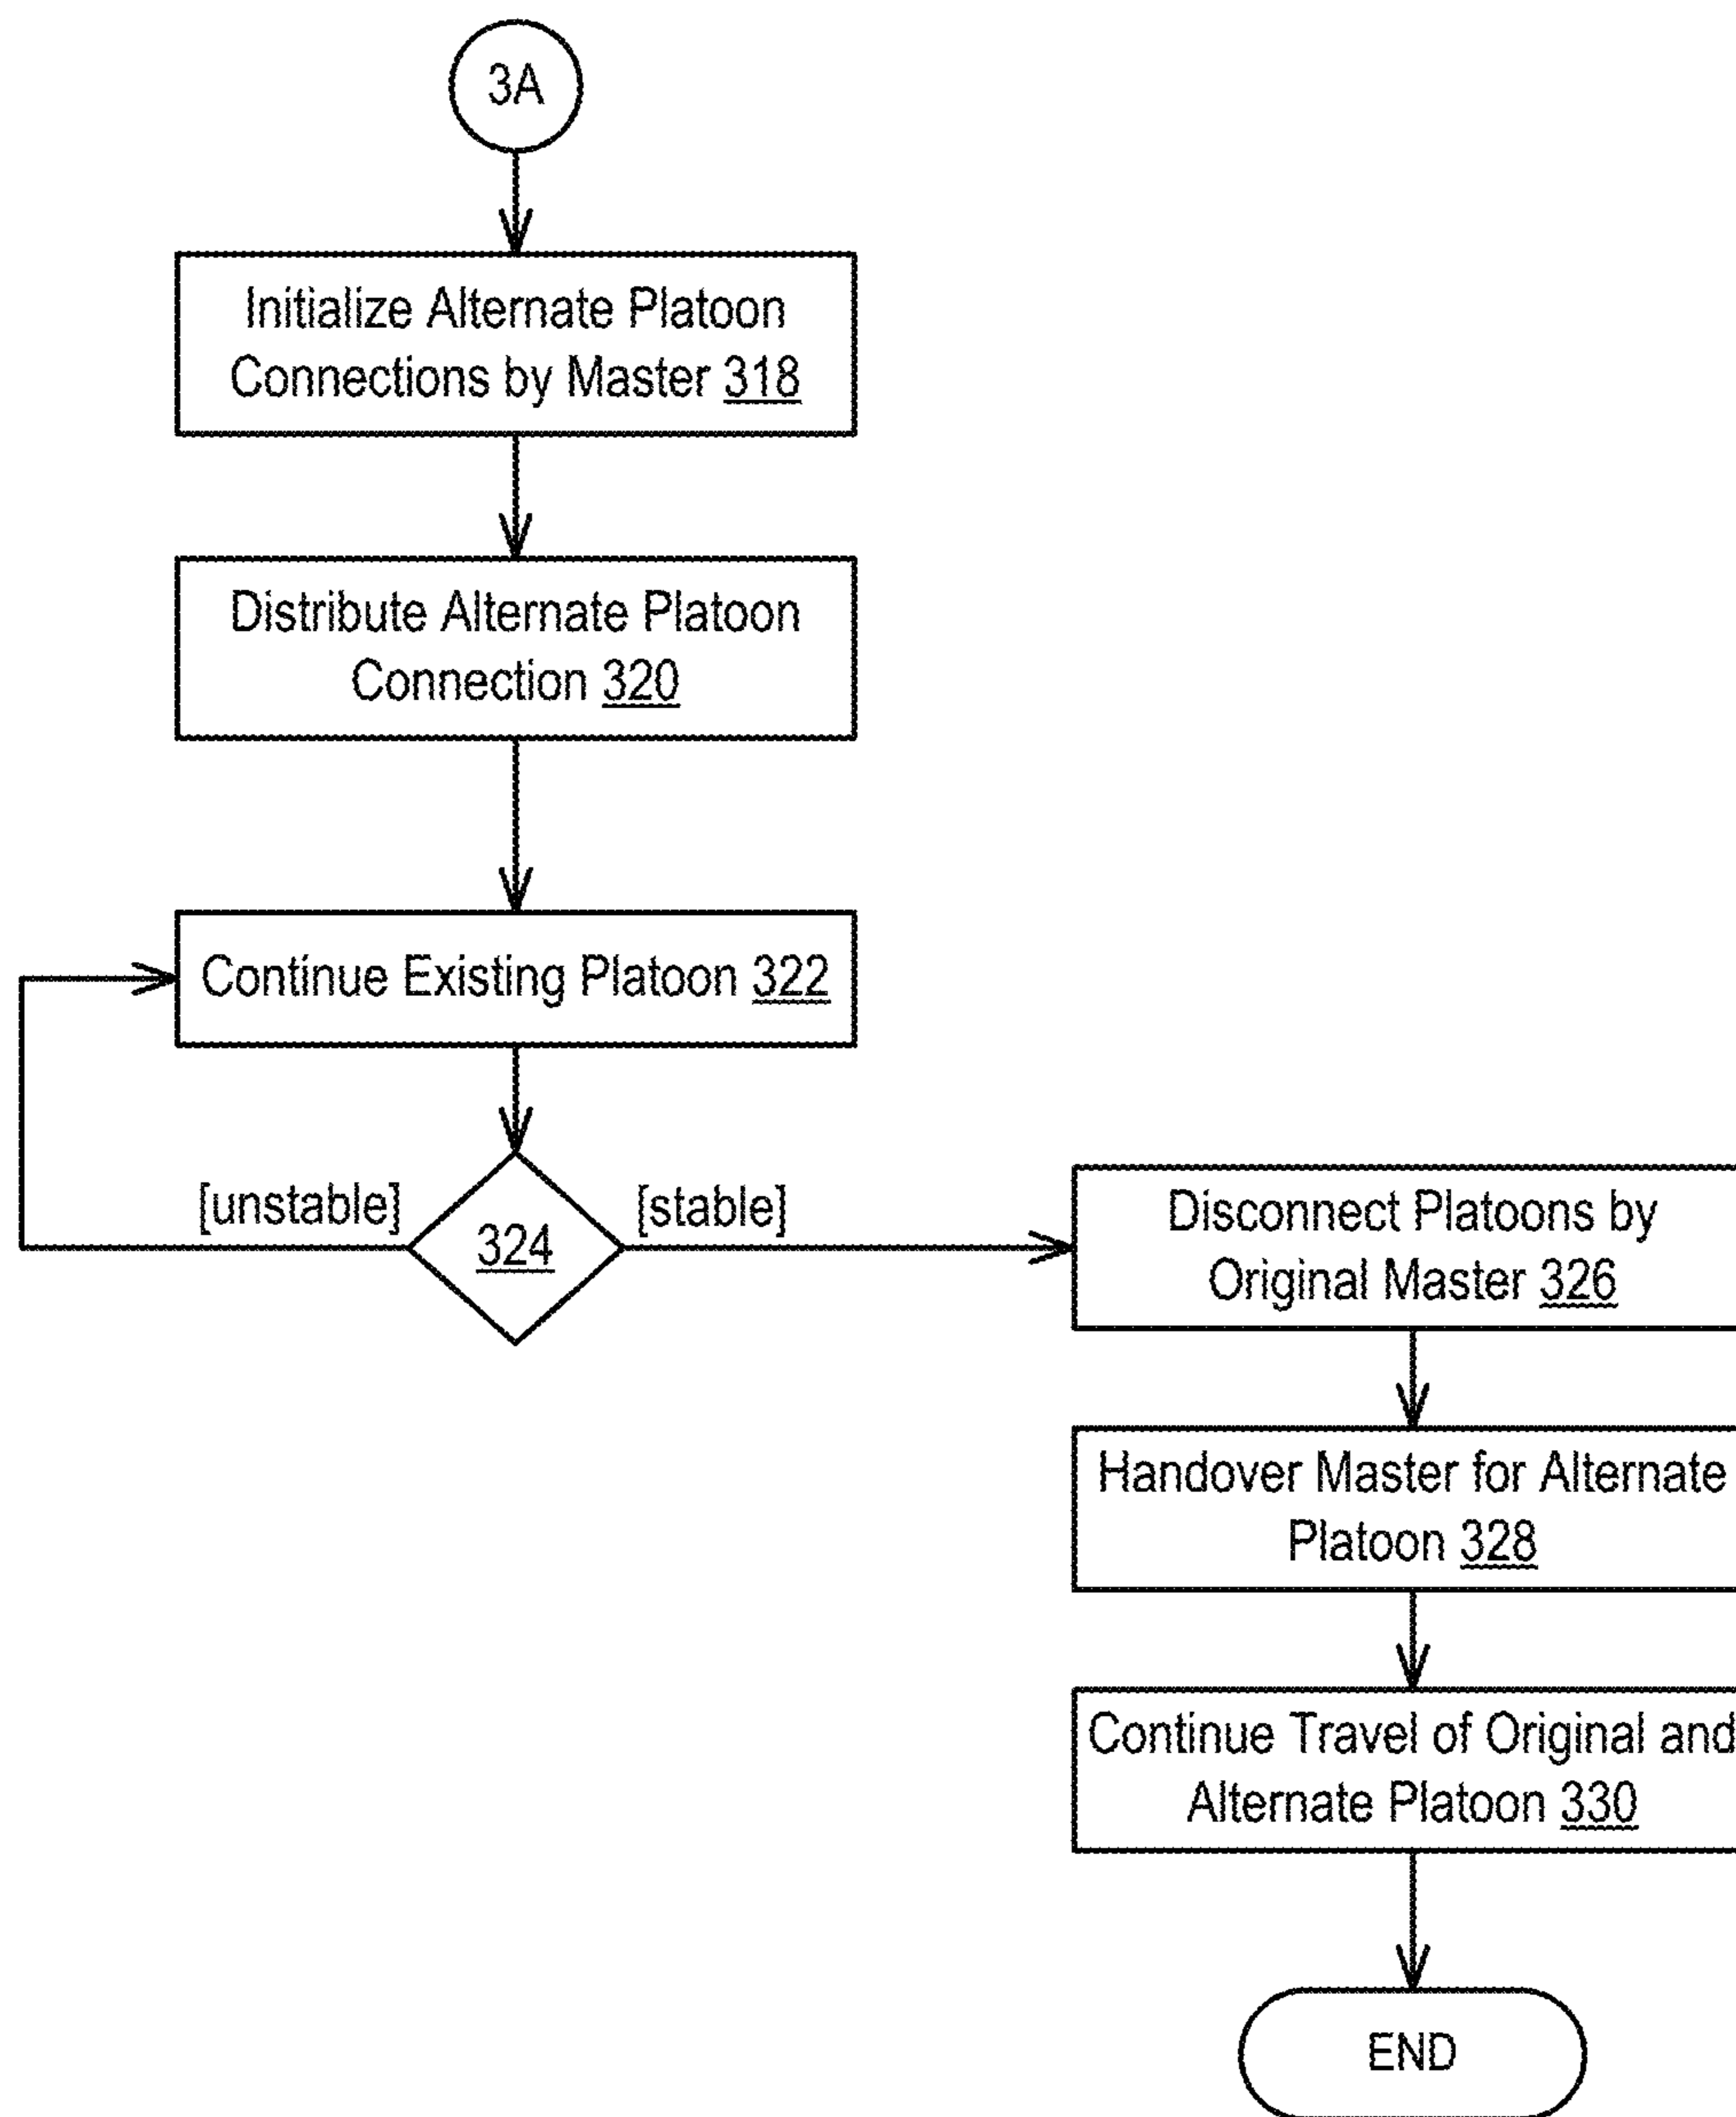 3A
Initialize Alternate Platoon
Connections by Master 318
Distribute Alternate Platoon
Connection 320
Continue Existing Platoon 322
[unstable]
324
[stable]
Disconnect Platoons by
Original Master 326
Handover Master for Alternate
Platoon 328
Continue Travel of Original and
Alternate Platoon 330
END